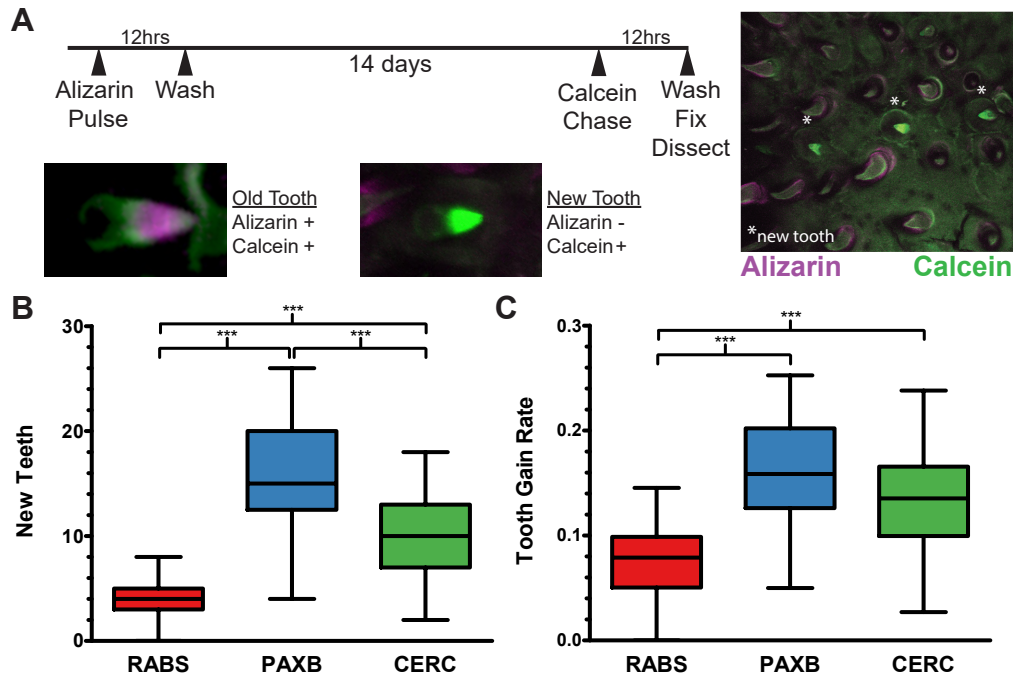 A
12hrs
12hrs
14 days
Alizarin
Pulse
Wash
Calcein
Chase
Wash
Fix
Dissect
Old Tooth
Alizarin +
Calcein +
New Tooth
Alizarin -
Calcein +
*
*
*
*new tooth
Alizarin
Calcein
B
***
***
***
30
20
10
0
New Teeth
RABS
PAXB
CERC
C
***
***
0.3
0.2
0.1
0.0
Tooth Gain Rate
RABS
PAXB
CERC